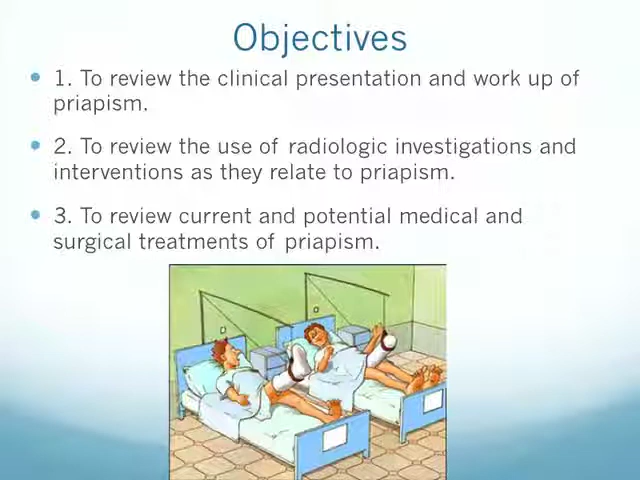 Objectives
1. To review the clinical presentation and work up of
priapism.
2. To review the use of radiologic investigations and
interventions as they relate to priapism.
3. To review current and potential medical and
surgical treatments of priapism.